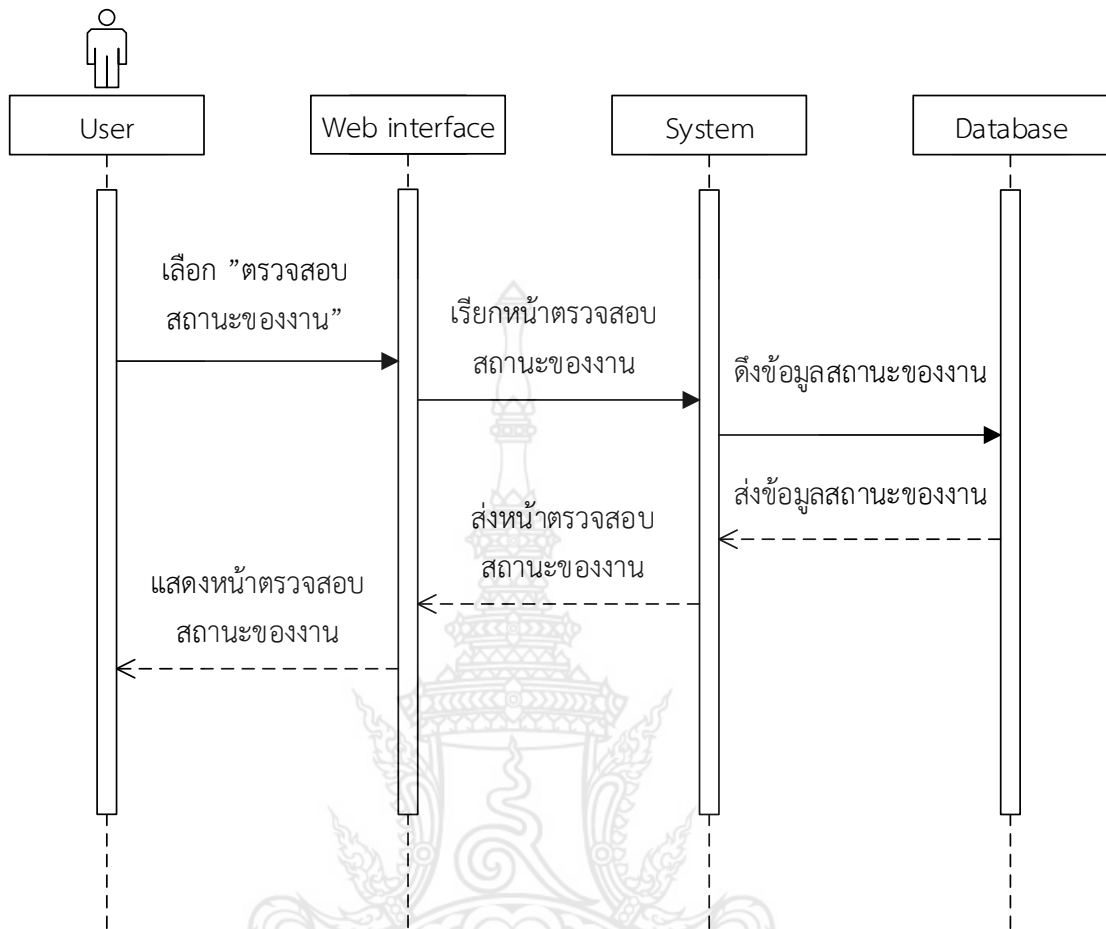 User
Web interface
System
Database
เลือก ”ตรวจสอบ
สถานะของงาน”
เรียกหน้าตรวจสอบ
สถานะของงาน
ดึงข้อมูลสถานะของงาน
ส่งข้อมูลสถานะของงาน
ส่งหน้าตรวจสอบ
สถานะของงาน
แสดงหน้าตรวจสอบ
สถานะของงาน